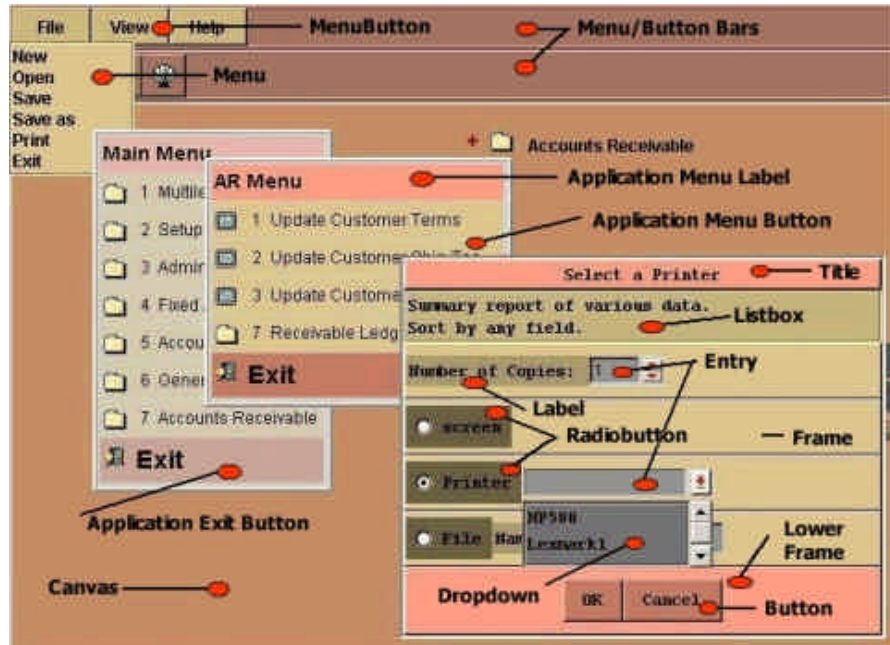 File View Help MenuButton Menu/Button Bars
New
Open
Save
Save as
Print
Exit
Menu
Main Menu
1 Multile
2 Setup
3 Admir
4 Fixed
5 Accou
6 Gener
7 Accounts Receivable
Exit
Application Exit Button
Canvas
+ Accounts Receivable
AR Menu
1 Update Customer Terms
2 Update Customer
3 Update Custome
7 Receivable Ledg
Exit
Application Menu Label
Application Menu Button
Select a Printer Title
Summary report of various data.
Sort by any field.
Listbox
Number of Copies: 1 Entry
Label
screen
Radiobutton
Frame
Printer
HP500
Lexmark1
File
Lower
Frame
Dropdown
OK Cancel
Button